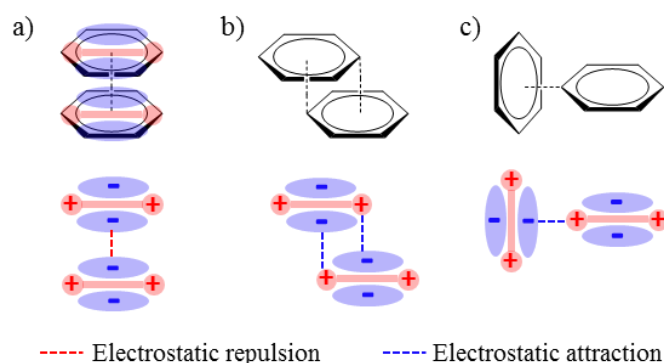 a) b) c)
- + + -
- + + -
- + + -
- + + -
+ - - + + -
-
+
Electrostatic repulsion Electrostatic attraction